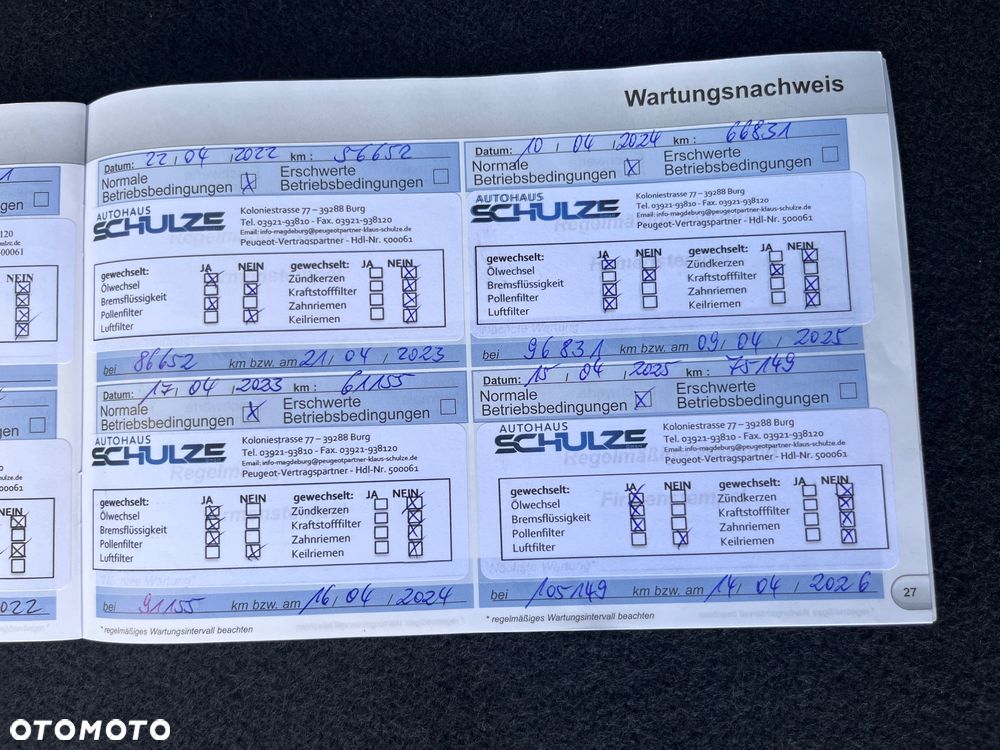 Wartungsnachweis
Datum: 22 , 04 , 2022 km : 56652
Normale
Betriebsbedingungen
Erschwerte
Betriebsbedingungen
AUTOHAUS
SCHULZE
Koloniestrasse 77 – 39288 Burg
Tel. 03921-93810 - Fax. 03921-938120
Email: info-magdeburg@peugeotpartner-klaus-schulze.de
Peugeot-Vertragspartner - Hdl-Nr. 500061
gewechselt: JA NEIN gewechselt: JA NEIN
Ölwechsel Zündkerzen
Bremsflüssigkeit Kraftstofffilter
Pollenfilter Zahnriemen
Luftfilter Keilriemen
bei 86652 km bzw. am 21 , 04 , 2023
Datum: 17 , 04 , 2023 km : 61155
Normale
Betriebsbedingungen
Erschwerte
Betriebsbedingungen
AUTOHAUS
SCHULZE
Koloniestrasse 77 – 39288 Burg
Tel. 03921-93810 - Fax. 03921-938120
Email: info-magdeburg@peugeotpartner-klaus-schulze.de
Peugeot-Vertragspartner - Hdl-Nr. 500061
gewechselt: JA NEIN gewechselt: JA NEIN
Ölwechsel Zündkerzen
Bremsflüssigkeit Kraftstofffilter
Pollenfilter Zahnriemen
Luftfilter Keilriemen
bei 91155 km bzw. am 16 , 04 , 2024
* regelmäßiges Wartungsintervall beachten
Datum: 10 , 04 , 2024 km : 66831
Normale
Betriebsbedingungen
Erschwerte
Betriebsbedingungen
AUTOHAUS
SCHULZE
Koloniestrasse 77 – 39288 Burg
Tel. 03921-93810 - Fax. 03921-938120
Email: info-magdeburg@peugeotpartner-klaus-schulze.de
Peugeot-Vertragspartner - Hdl-Nr. 500061
gewechselt: JA NEIN gewechselt: JA NEIN
Ölwechsel Zündkerzen
Bremsflüssigkeit Kraftstofffilter
Pollenfilter Zahnriemen
Luftfilter Keilriemen
bei 96831 km bzw. am 09 , 04 , 2025
Datum: 15 , 04 , 2025 km : 75149
Normale
Betriebsbedingungen
Erschwerte
Betriebsbedingungen
AUTOHAUS
SCHULZE
Koloniestrasse 77 – 39288 Burg
Tel. 03921-93810 - Fax. 03921-938120
Email: info-magdeburg@peugeotpartner-klaus-schulze.de
Peugeot-Vertragspartner - Hdl-Nr. 500061
gewechselt: JA NEIN gewechselt: JA NEIN
Ölwechsel Zündkerzen
Bremsflüssigkeit Kraftstofffilter
Pollenfilter Zahnriemen
Luftfilter Keilriemen
bei 105149 km bzw. am 14 , 04 , 2026
* regelmäßiges Wartungsintervall beachten
27
NEIN
NEIN
2022
OTOMOTO